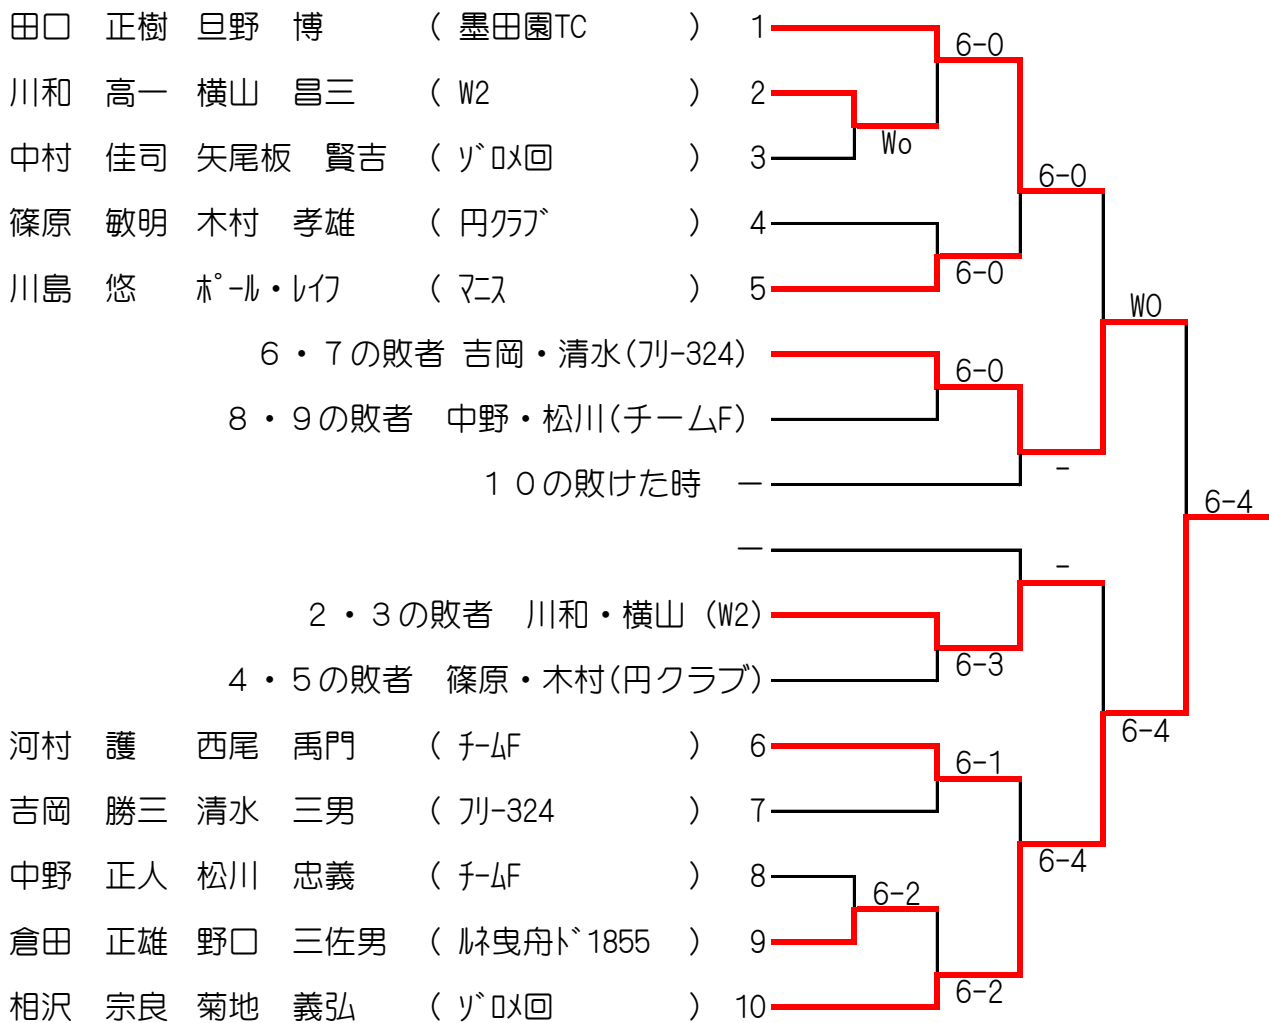 田口 正樹 旦野 博 ( 墨田園TC ) 1
6-0
川和 高一 横山 昌三 ( W2 ) 2
Wo
中村 佳司 矢尾板 賢吉 ( ｿﾞﾛﾒ回 ) 3
6-0
篠原 敏明 木村 孝雄 ( 円ｸﾗﾌﾞ ) 4
6-0
川島 悠 ﾎﾟｰﾙ・ﾚｲﾌ ( ﾏﾆｽ ) 5
WO
６・７の敗者 吉岡・清水(ﾌﾘｰ324)
6-0
８・９の敗者 中野・松川(チームF)
-
１０の敗けた時 ー
6-4
ー
-
２・３の敗者 川和・横山 (W2)
6-3
４・５の敗者 篠原・木村(円クラブ)
6-4
河村 護 西尾 禹門 ( ﾁｰﾑF ) 6
6-1
吉岡 勝三 清水 三男 ( ﾌﾘｰ324 ) 7
6-4
中野 正人 松川 忠義 ( ﾁｰﾑF ) 8
6-2
倉田 正雄 野口 三佐男 ( ﾙﾈ曳舟ﾄﾞ1855 ) 9
6-2
相沢 宗良 菊地 義弘 ( ｿﾞﾛﾒ回 ) 10